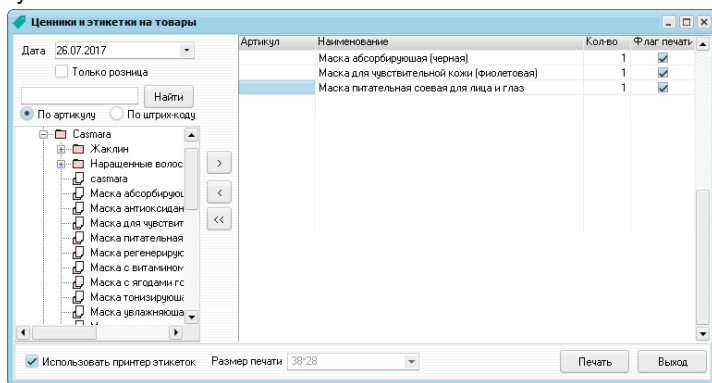 Ценники и этикетки на товары
Дата 26.07.2017
Только розница
Найти
По артикулу По штрих-коду
Casmara
Жаклин
Наращенные волос
casmara
Маска абсорбирующ
Маска антиоксидан
Маска для чувствит
Маска питательная
Маска регенерирую
Маска с витамином
Маска с ягодами го
Маска тонизирующа
Маска увлажняюща
>
<
<<
Артикул Наименование Кол-во Флаг печати
Маска абсорбируюшая (черная) 1
Маска для чувствительной кожи (фиолетовая) 1
Маска питательная соевая для лица и глаз 1
Использовать принтер этикеток Размер печати 38*28 Печать Выход